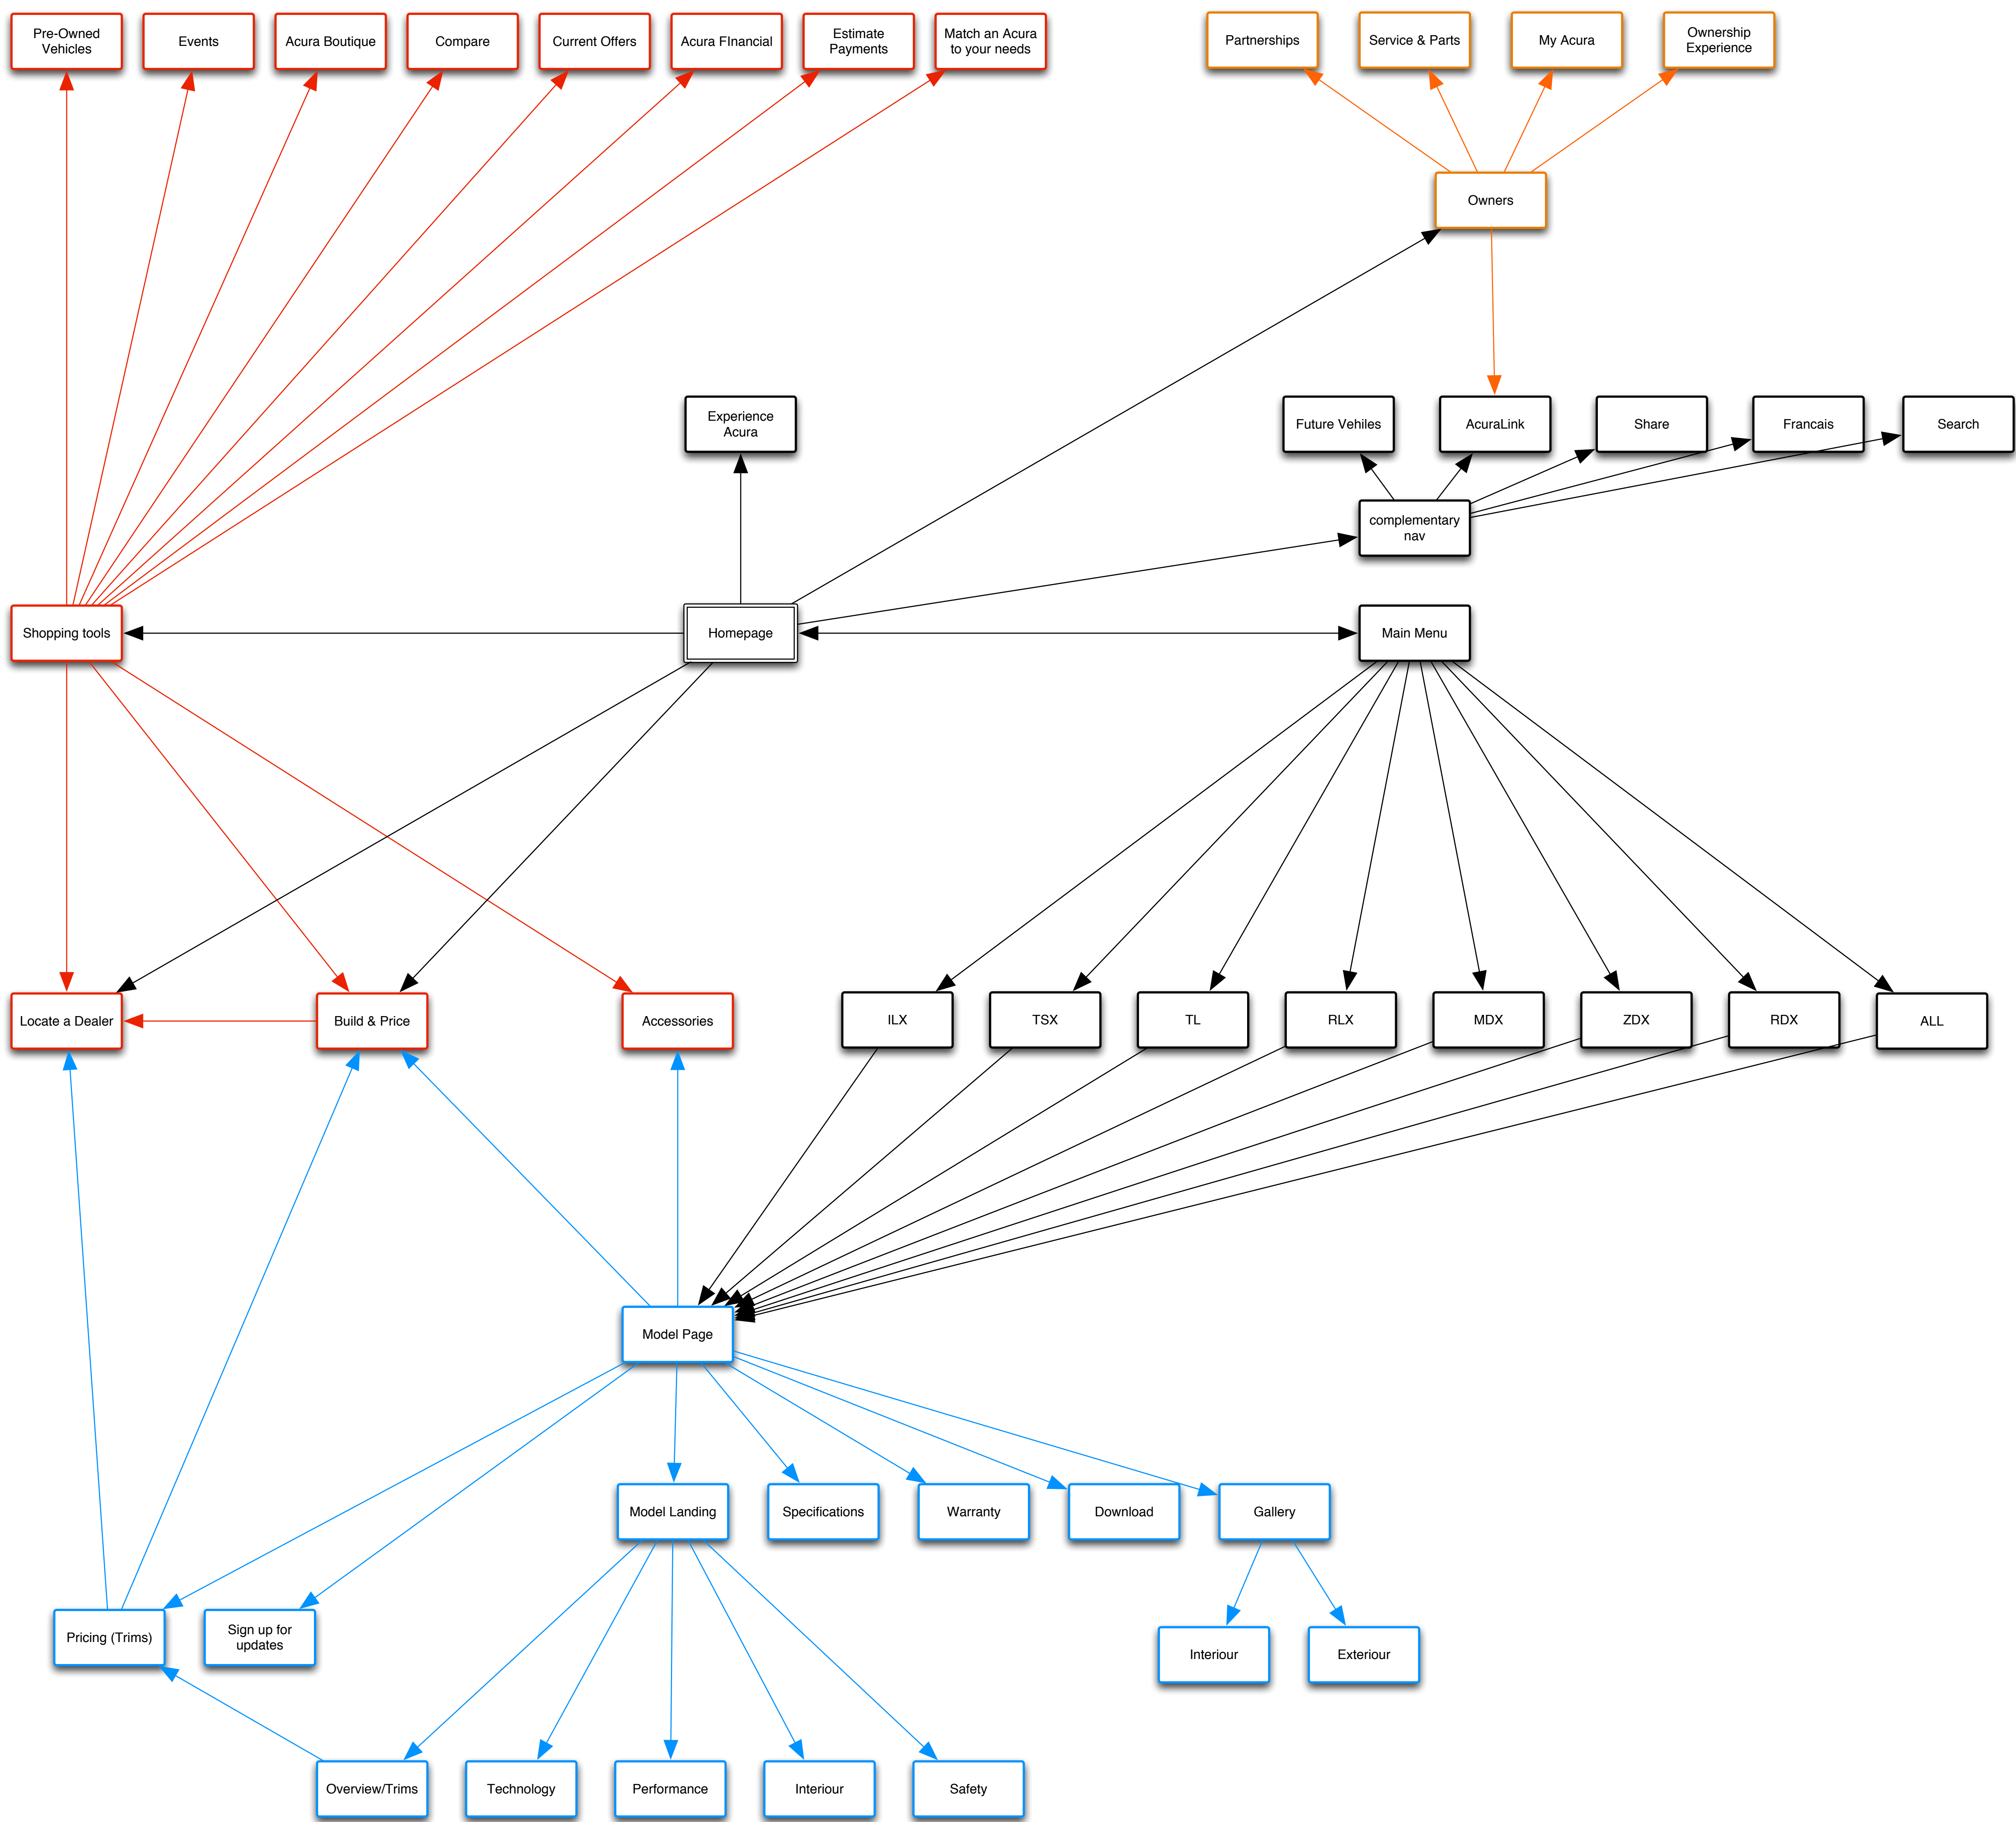 Pre-Owned
Vehicles
Events
Acura Boutique
Compare
Current Offers
Acura FInancial
Estimate
Payments
Match an Acura
to your needs
Partnerships
Service & Parts
My Acura
Ownership
Experience
Owners
Experience
Acura
Future Vehiles
AcuraLink
Share
Francais
Search
complementary
nav
Shopping tools
Homepage
Main Menu
Locate a Dealer
Build & Price
Accessories
ILX
TSX
TL
RLX
MDX
ZDX
RDX
ALL
Model Page
Model Landing
Specifications
Warranty
Download
Gallery
Pricing (Trims)
Sign up for
updates
Interiour
Exteriour
Overview/Trims
Technology
Performance
Interiour
Safety